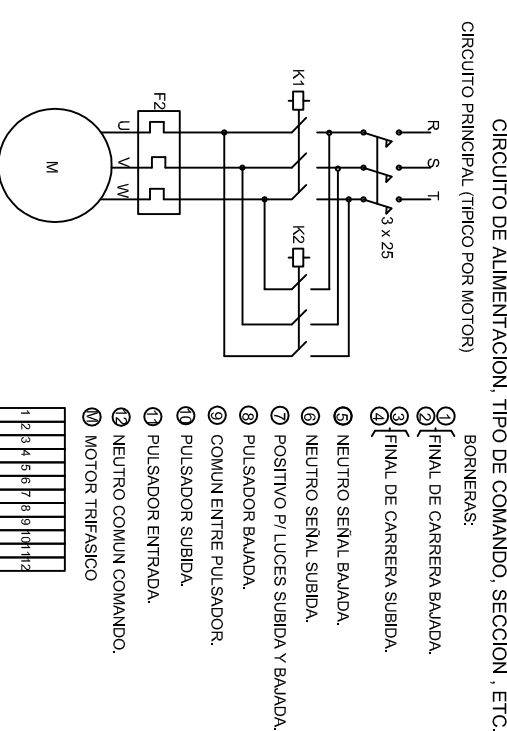 CIRCUITO DE ALIMENTACION, TIPO DE COMANDO, SECCION , ETC.
CIRCUITO PRINCIPAL (TíPICO POR MOTOR)
R S T
3 x 25
K1
K2
F2
U V W
M
BORNERAS:
1
2 FINAL DE CARRERA BAJADA.
3
4 FINAL DE CARRERA SUBIDA.
5 NEUTRO SEÑAL BAJADA.
6 NEUTRO SEÑAL SUBIDA.
7 POSITIVO P/ LUCES SUBIDA Y BAJADA.
8 PULSADOR BAJADA.
9 COMUN ENTRE PULSADOR.
10 PULSADOR SUBIDA.
11 PULSADOR ENTRADA.
12 NEUTRO COMUN COMANDO.
M MOTOR TRIFASICO
1 2 3 4 5 6 7 8 9 10 11 12